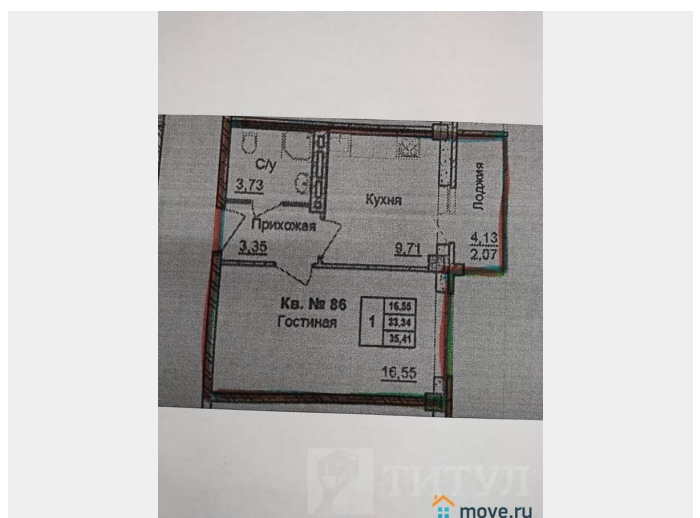 С/у
3,73
Прихожая
3,35
Кухня
9,71
Лоджия
4,13
2,07
Кв. № 86
Гостиная
1
16,55
33,34
35,41
16,55
ТИТУЛ
move.ru